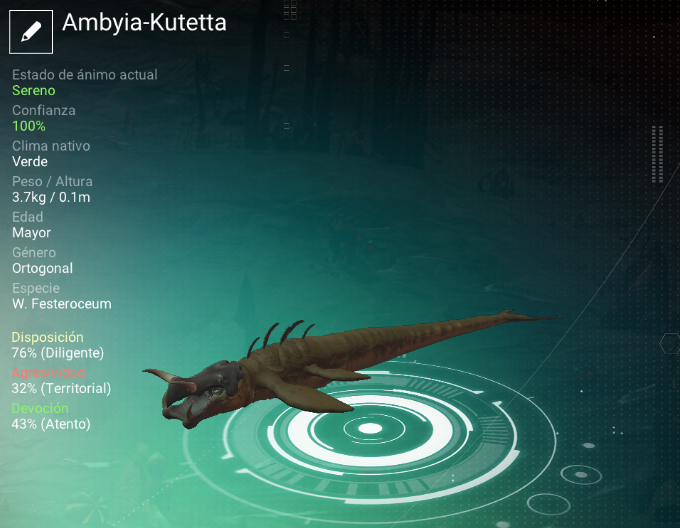 Ambyia-Kutetta
Estado de ánimo actual
Sereno
Confianza
100%
Clima nativo
Verde
Peso / Altura
3.7kg / 0.1m
Edad
Mayor
Género
Ortogonal
Especie
W. Festeroceum
Disposición
76% (Diligente)
Agresividad
32% (Territorial)
Devoción
43% (Atento)